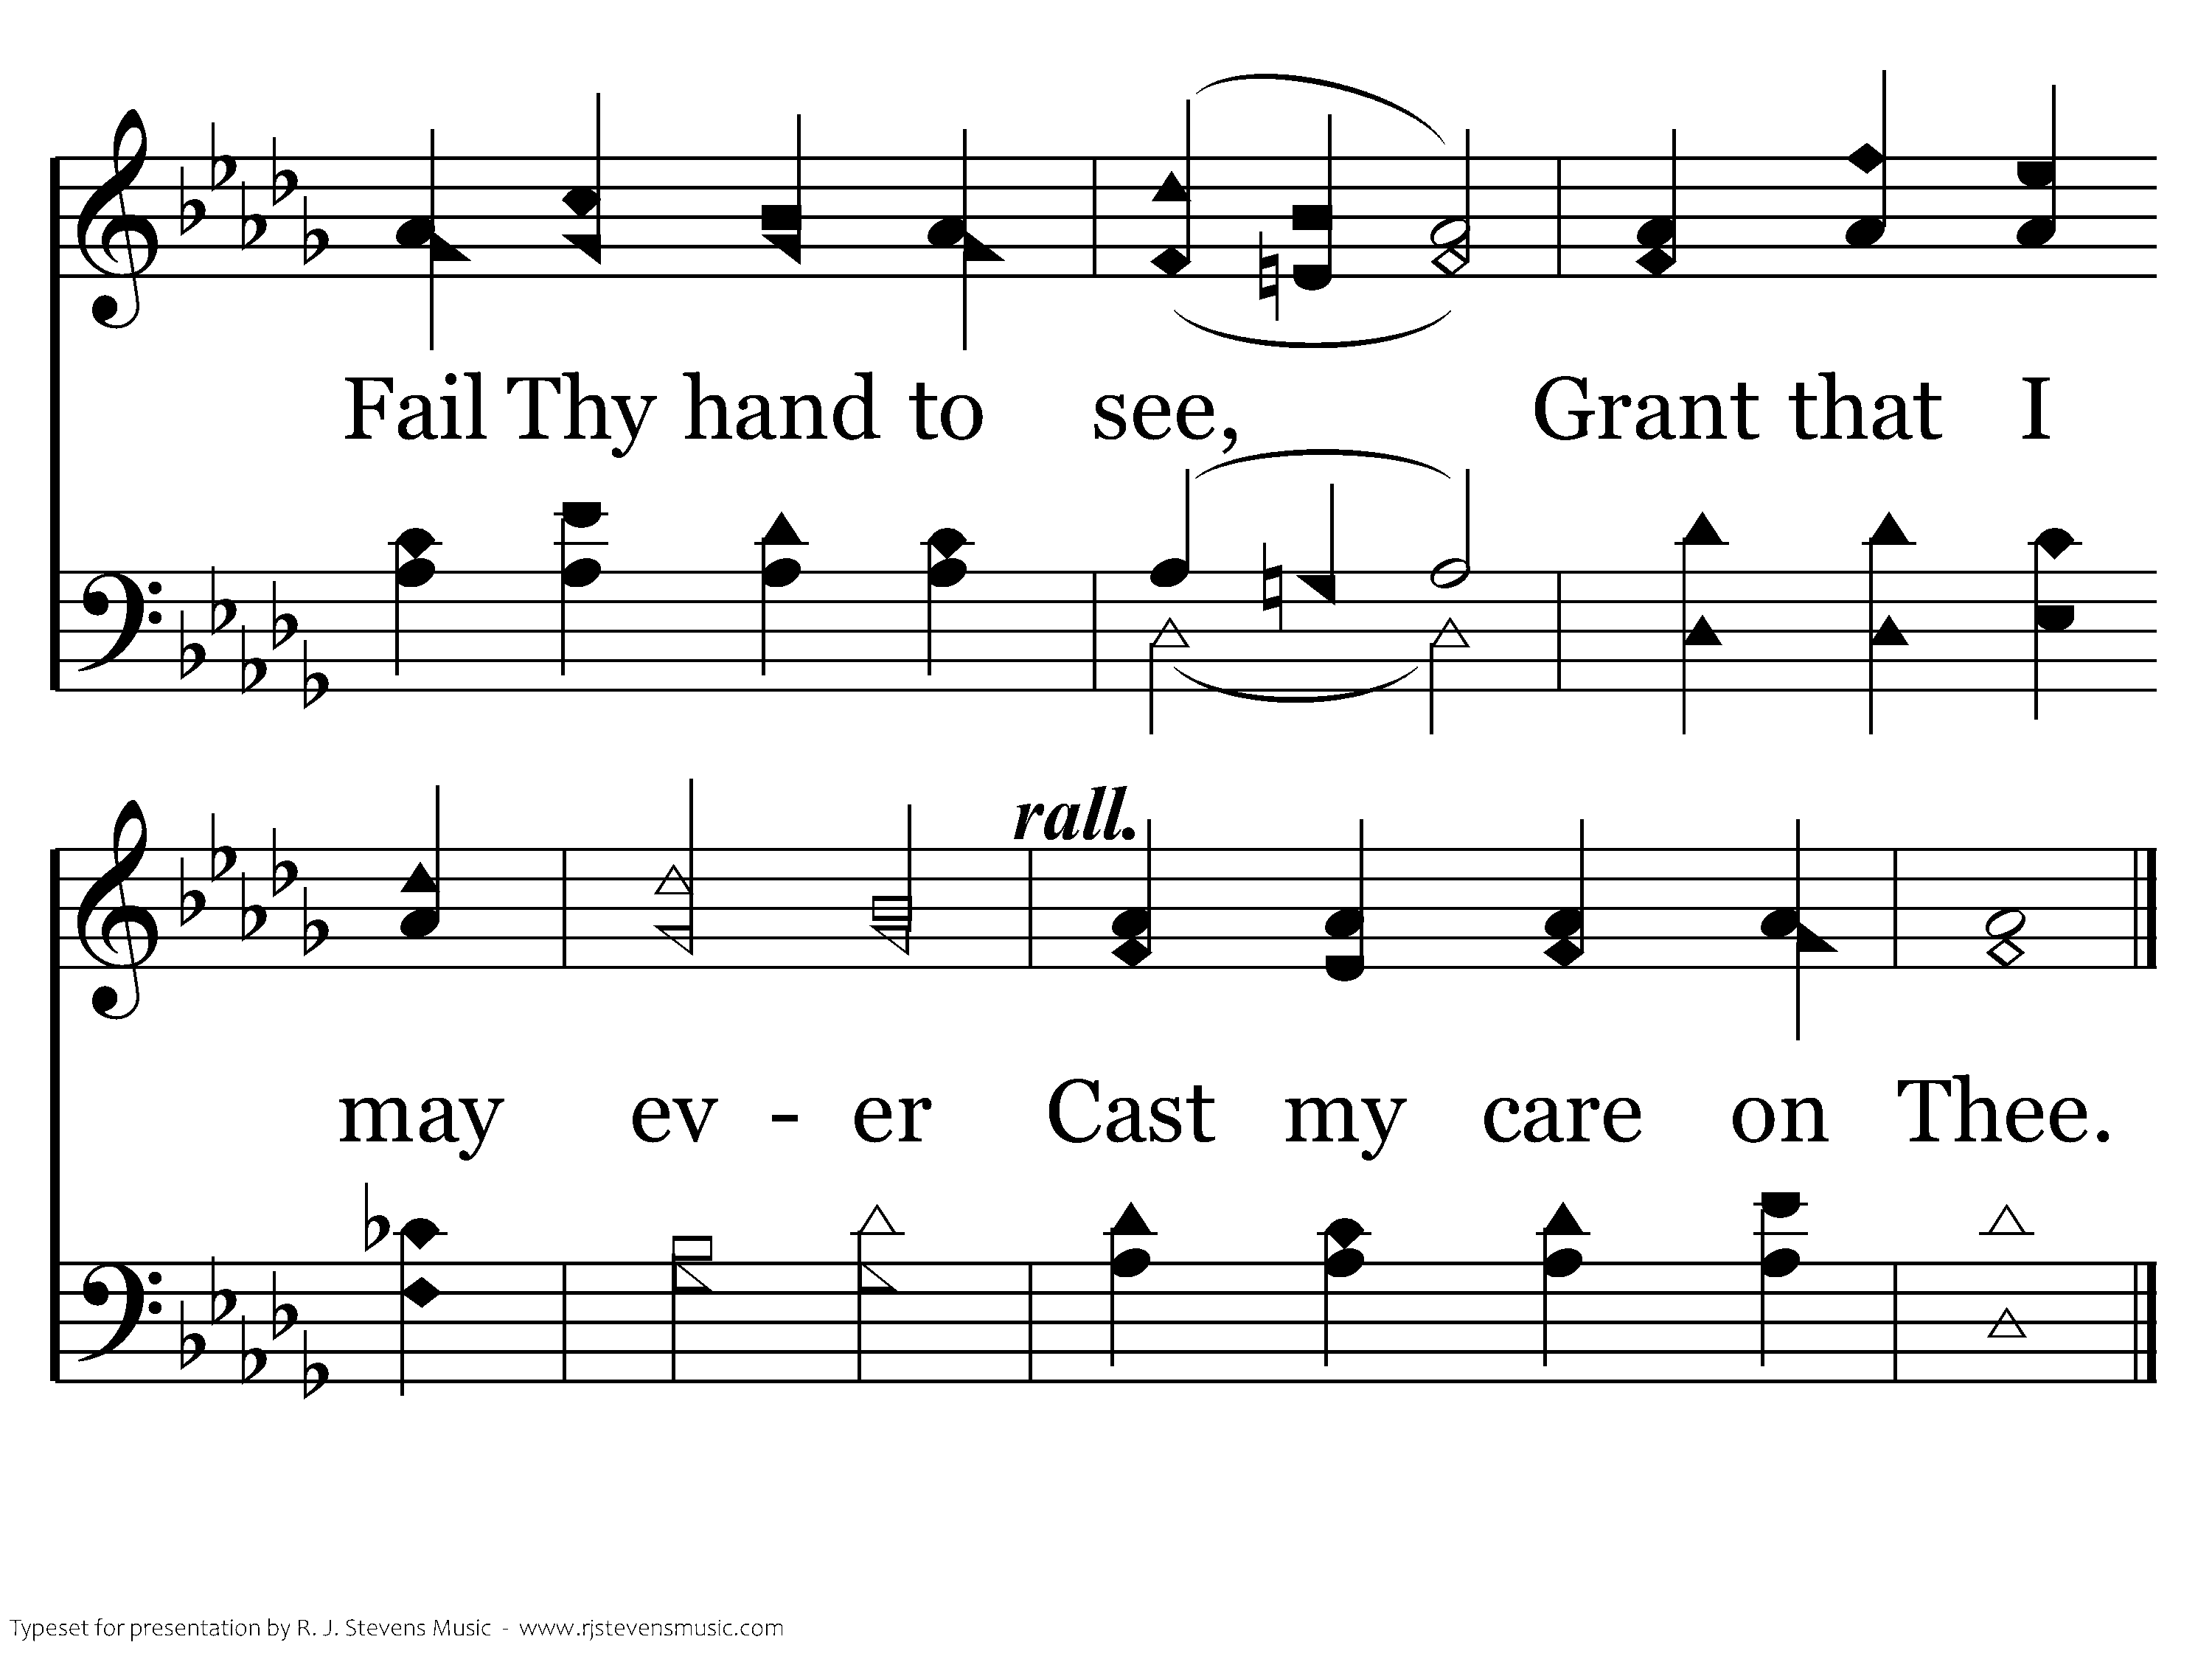 Fail Thy hand to see, Grant that I
rall.
may ev - er Cast my care on Thee.
Typeset for presentation by R. J. Stevens Music - www.rjstevensmusic.com